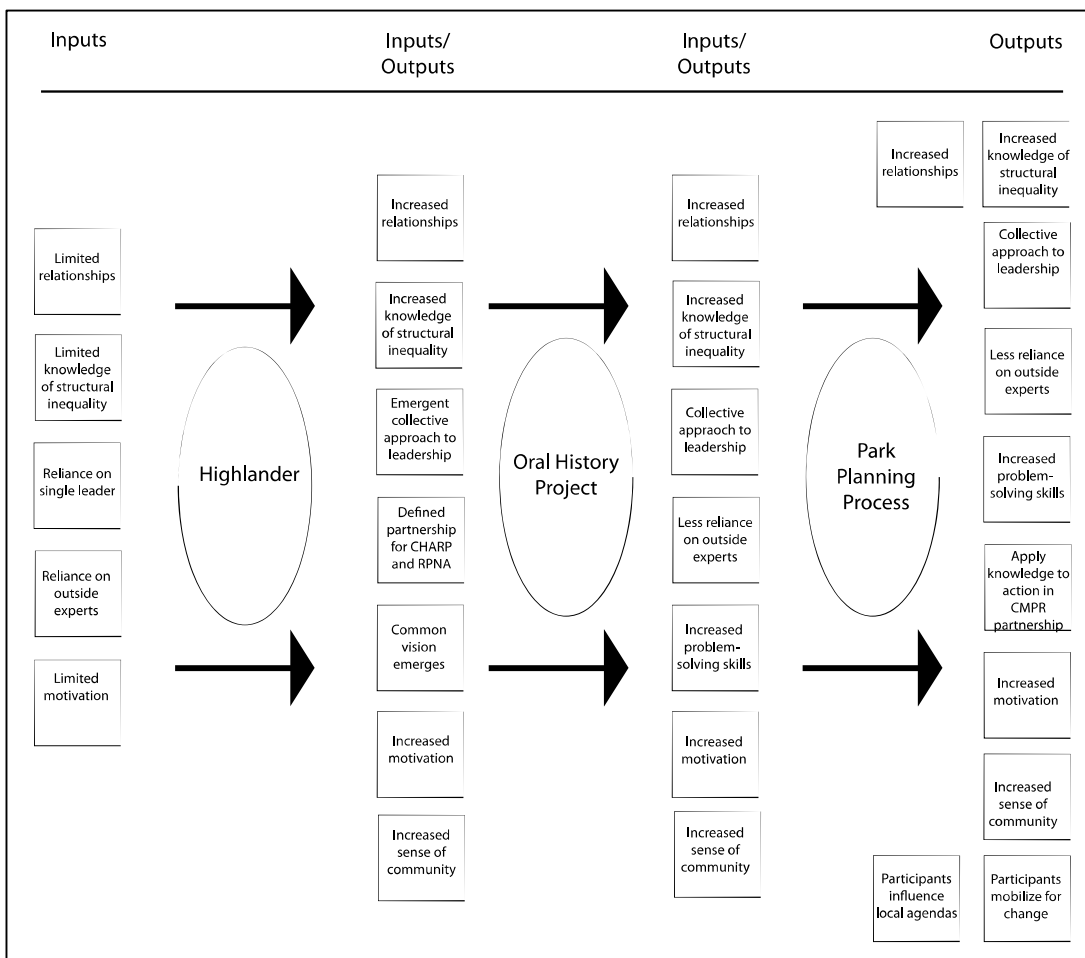 Inputs
Inputs/
Outputs
Inputs/
Outputs
Outputs
Limited
relationships
Limited
knowledge
of structural
inequality
Reliance on
single leader
Reliance on
outside
experts
Limited
motivation
Highlander
Increased
relationships
Increased
knowledge
of structural
inequality
Emergent
collective
approach to
leadership
Defined
partnership
for CHARP
and RPNA
Common
vision
emerges
Increased
motivation
Increased
sense of
community
Oral History
Project
Increased
relationships
Increased
knowledge
of structural
inequality
Collective
appraoch to
leadership
Less reliance
on outside
experts
Increased
problem-
solving skills
Increased
motivation
Increased
sense of
community
Park
Planning
Process
Increased
relationships
Increased
knowledge of
structural
inequality
Collective
approach to
leadership
Less reliance
on outside
experts
Increased
problem-
solving
skills
Apply
knowledge to
action in
CMPR
partnership
Increased
motivation
Increased
sense of
community
Participants
influence
local agendas
Participants
mobilize for
change